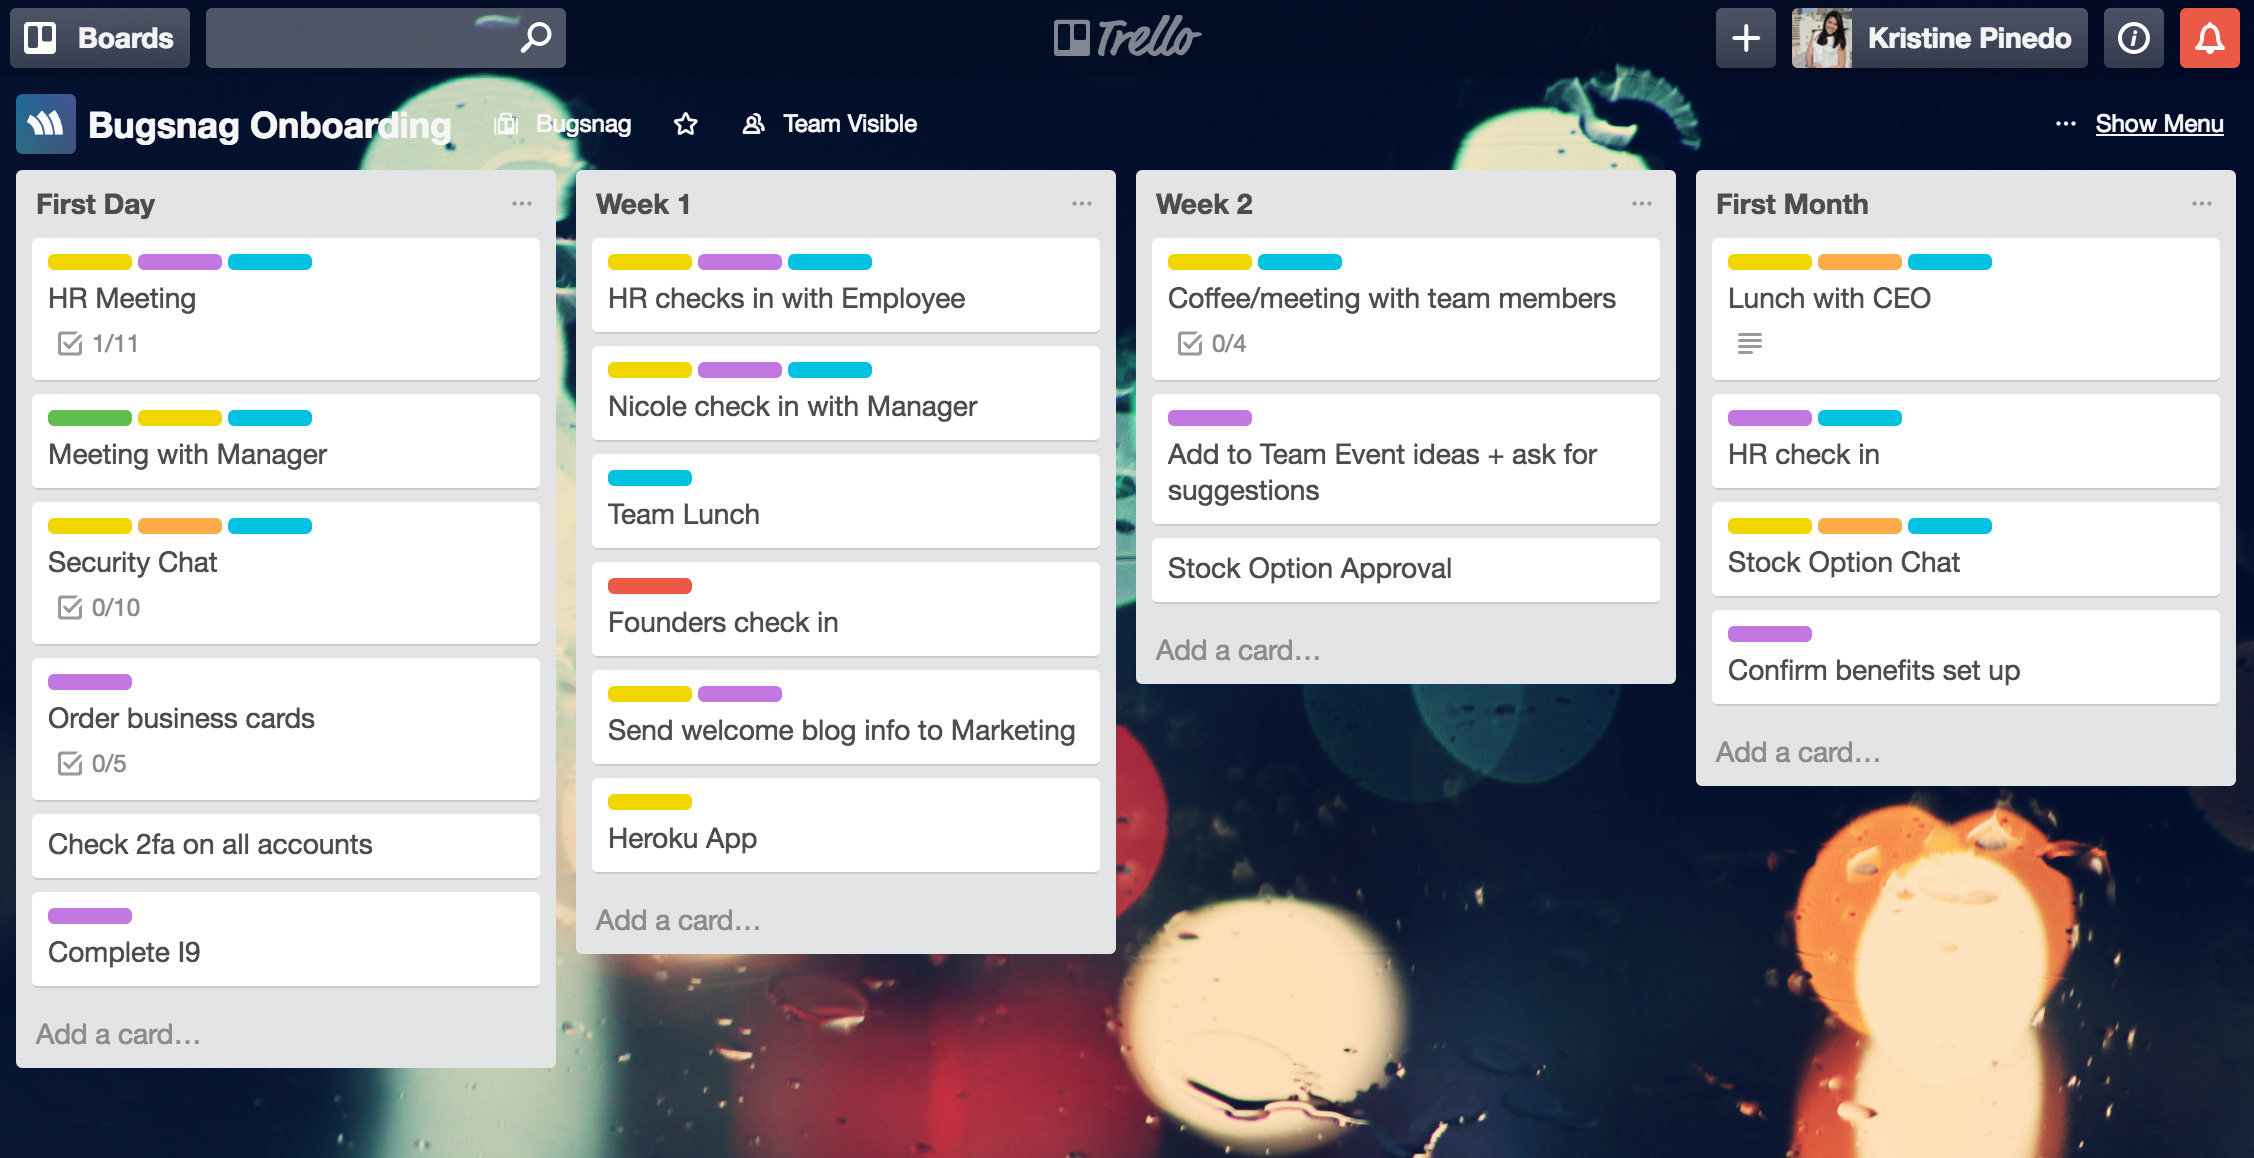 Boards
Trello
Kristine Pinedo
Bugsnag Onboarding
Bugsnag
Team Visible
... Show Menu
First Day
HR Meeting
1/11
Meeting with Manager
Security Chat
0/10
Order business cards
0/5
Check 2fa on all accounts
Complete I9
Add a card...
Week 1
HR checks in with Employee
Nicole check in with Manager
Team Lunch
Founders check in
Send welcome blog info to Marketing
Heroku App
Add a card...
Week 2
Coffee/meeting with team members
0/4
Add to Team Event ideas + ask for
suggestions
Stock Option Approval
Add a card...
First Month
Lunch with CEO
HR check in
Stock Option Chat
Confirm benefits set up
Add a card...